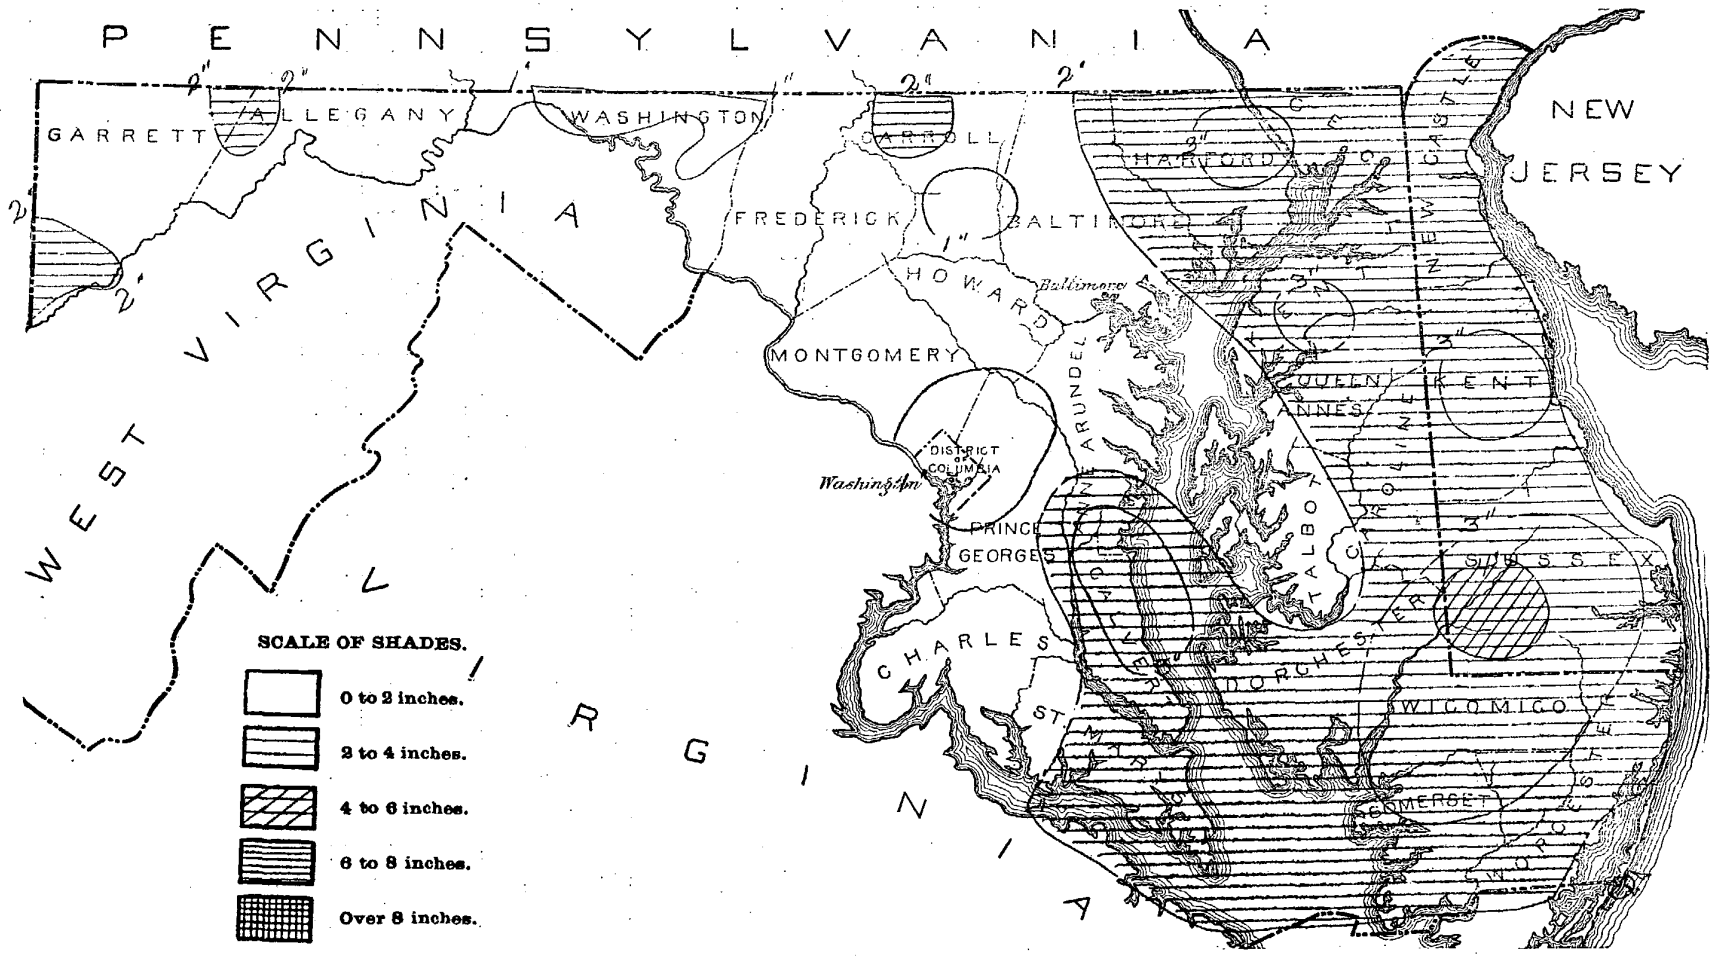 PENNSYLVANIA
2" 2" 1" 1" 2" 2"
GARRETT
ALLEGANY
WASHINGTON
CARROLL
HARFORD
3"
CECIL
NEW CASTLE
NEW
JERSEY
2"
2"
FREDERICK
BALTIMORE
1"
HOWARD
Baltimore
KENT
3"
WEST VIRGINIA
MONTGOMERY
ANNE ARUNDEL
QUEEN
ANNES
3"
KENT
CAROLINE
DISTRICT
OF
COLUMBIA
Washington
PRINCE
GEORGES
CALVERT
TALBOT
3"
SUSSEX
CHARLES
DORCHESTER
ST. MARYS
WICOMICO
SOMERSET
WORCESTER
VIRGINIA
SCALE OF SHADES.
0 to 2 inches.
2 to 4 inches.
4 to 6 inches.
6 to 8 inches.
Over 8 inches.